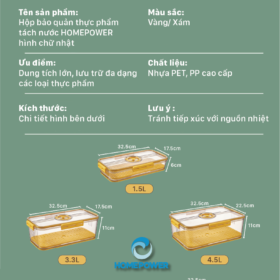 Tên sản phẩm:
Hộp bảo quản thực phẩm
tách nước HOMEPOWER
hình chữ nhật
Màu sắc:
Vàng/ Xám
Ưu điểm:
Dung tích lớn, lưu trữ đa dạng
các loại thực phẩm
Chất liệu:
Nhựa PET, PP cao cấp
Kích thước:
Chi tiết hình bên dưới
Lưu ý :
Tránh tiếp xúc với nguồn nhiệt
32.5cm
17.5cm
8cm
1.5L
32.5cm
17.5cm
11cm
3.3L
32.5cm
11cm
4.5L
HOMEPOWER